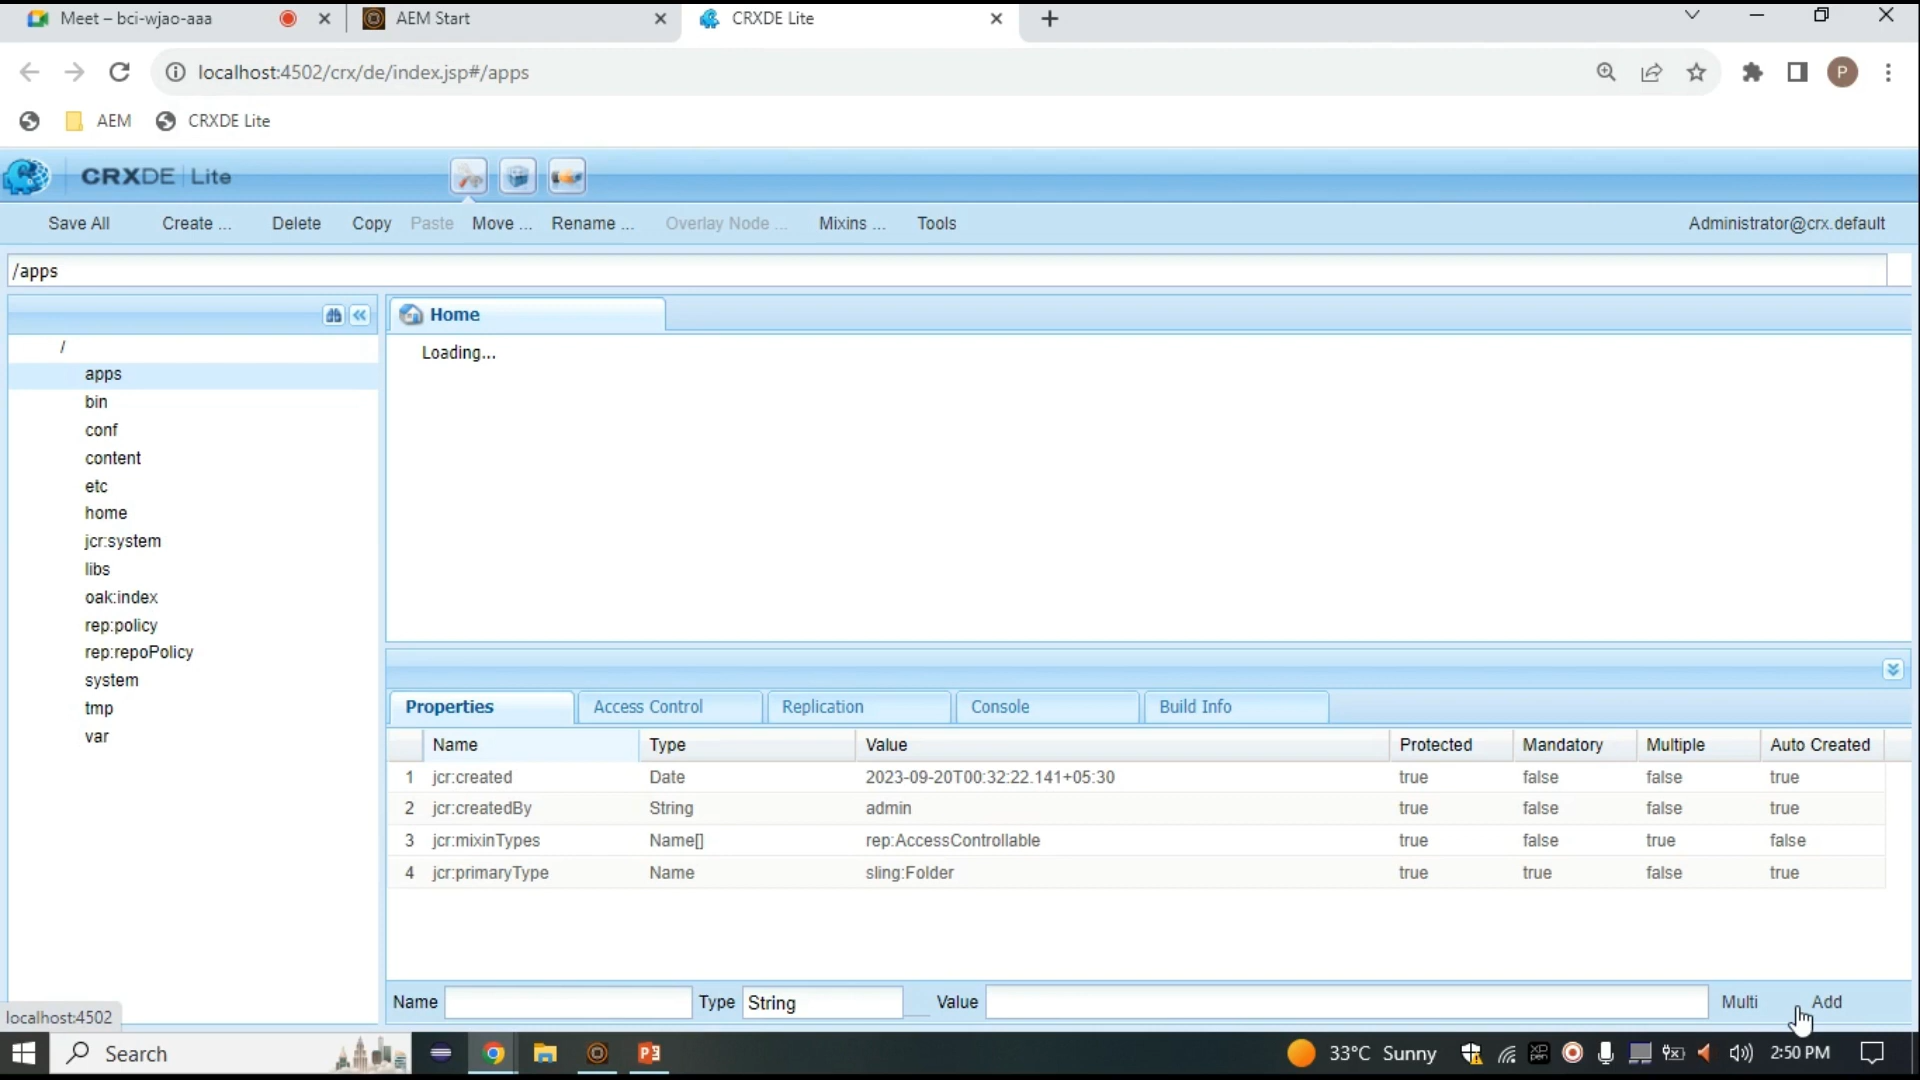 Meet – bci-wjao-aaa
AEM Start
CRXDE Lite
localhost:4502/crx/de/index.jsp#/apps
P
AEM
CRXDE Lite
CRXDE Lite
Save All Create ... Delete Copy Paste Move ... Rename ... Overlay Node ... Mixins ... Tools Administrator@crx.default
/apps
Home
Loading...
/
apps
bin
conf
content
etc
home
jcr:system
libs
oak:index
rep:policy
rep:repoPolicy
system
tmp
var
Properties Access Control Replication Console Build Info
Name Type Value Protected Mandatory Multiple Auto Created
1 jcr:created Date 2023-09-20T00:32:22.141+05:30 true false false true
2 jcr:createdBy String admin true false false true
3 jcr:mixinTypes Name[] rep:AccessControllable true false true false
4 jcr:primaryType Name sling:Folder true true false true
Name Type String Value Multi Add
localhost:4502
Search
33°C Sunny
2:50 PM